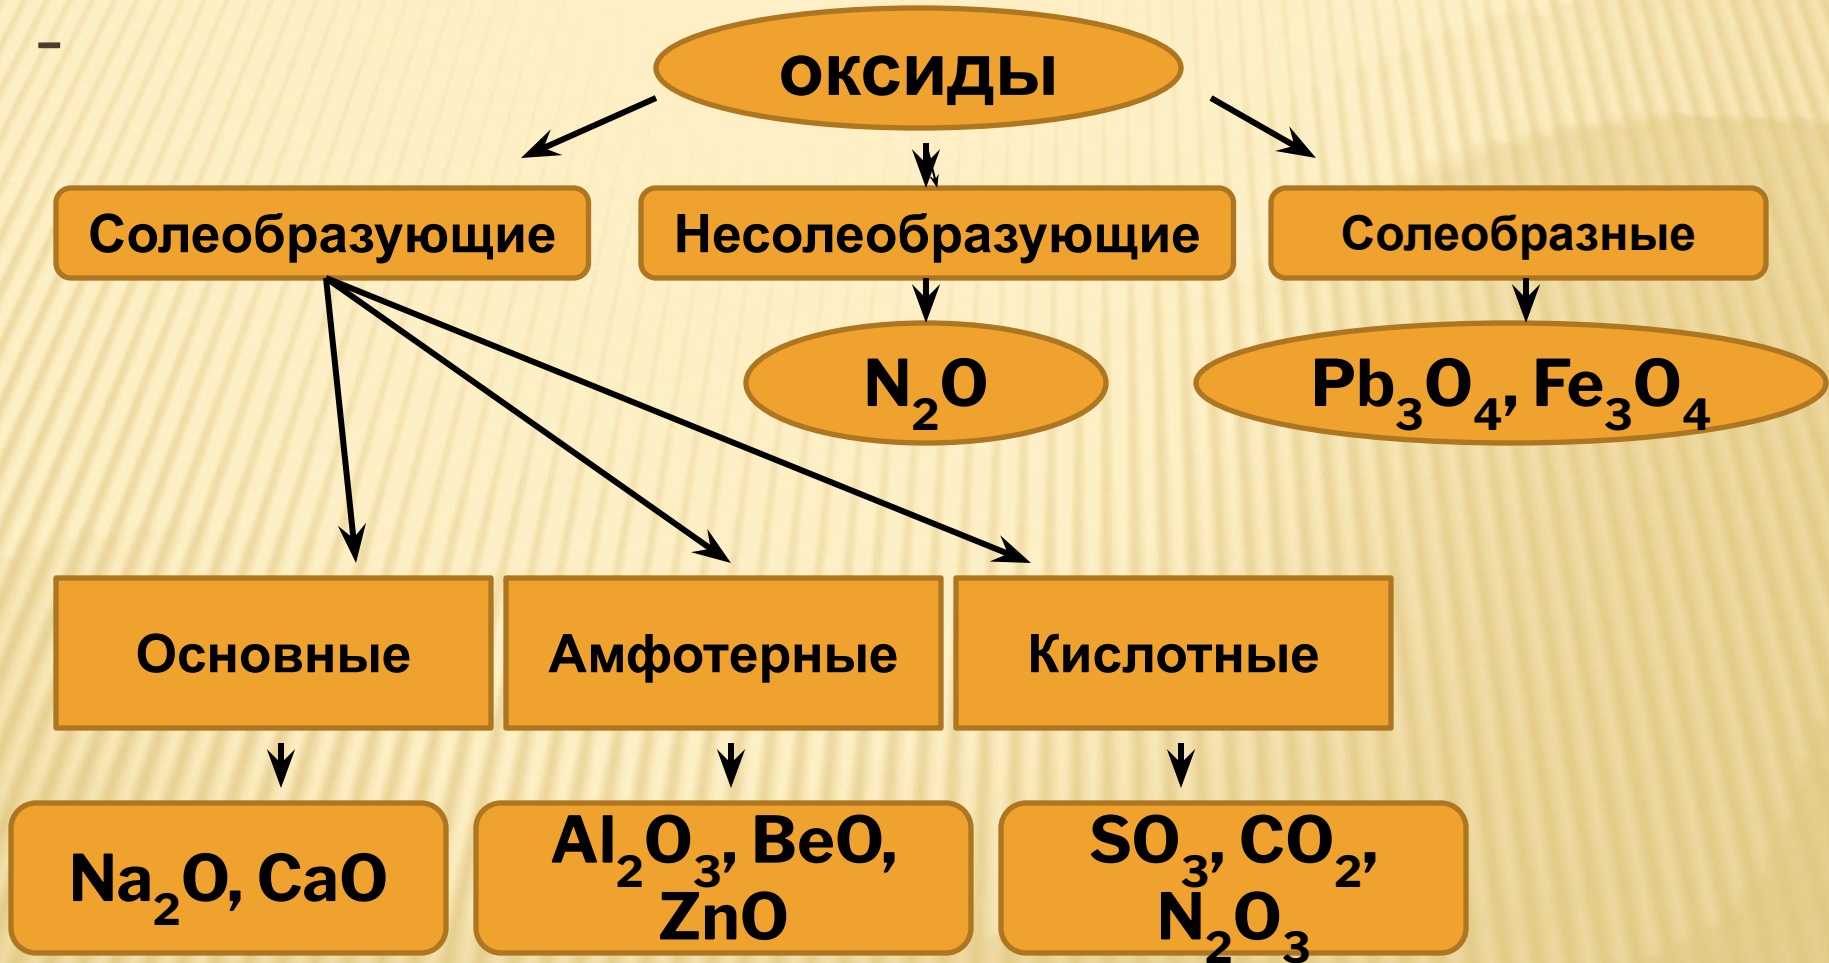 –
оксиды
Солеобразующие
Несолеобразующие
Солеобразные
N₂O
Pb₃O₄, Fe₃O₄
Основные
Амфотерные
Кислотные
Na₂O, CaO
Al₂O₃, BeO,
ZnO
SO₃, CO₂,
N₂O₃